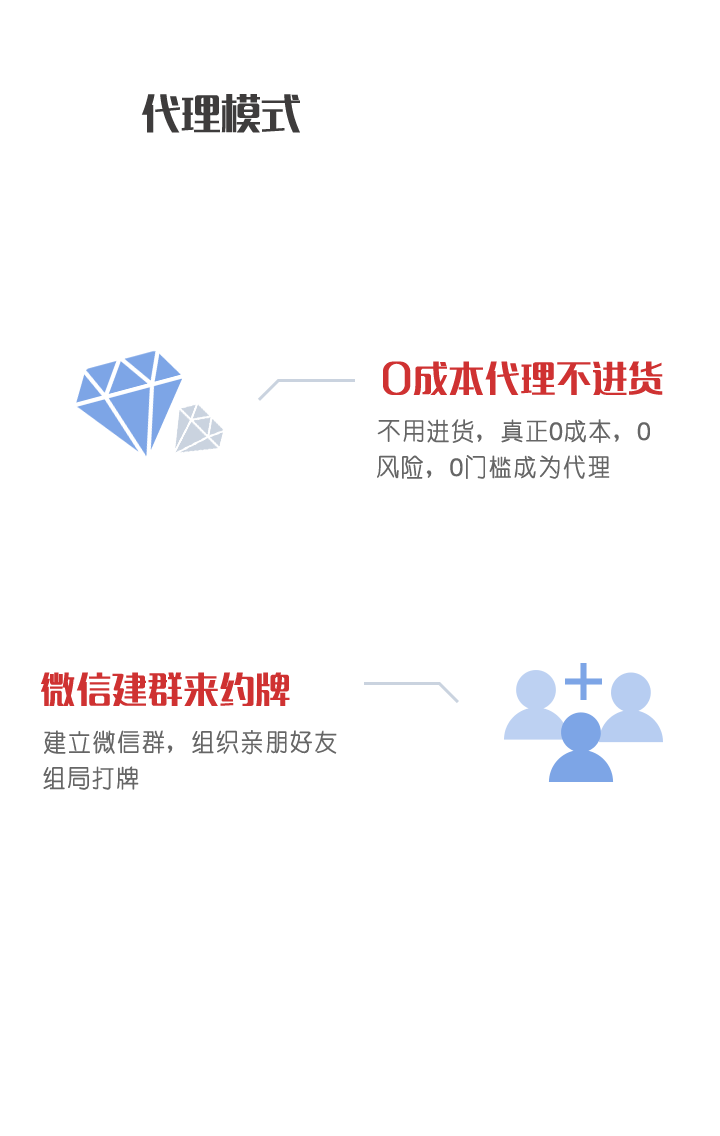 代理模式
0成本代理不进货
不用进货，真正0成本，0
风险，0门槛成为代理
微信建群来约牌
建立微信群，组织亲朋好友
组局打牌